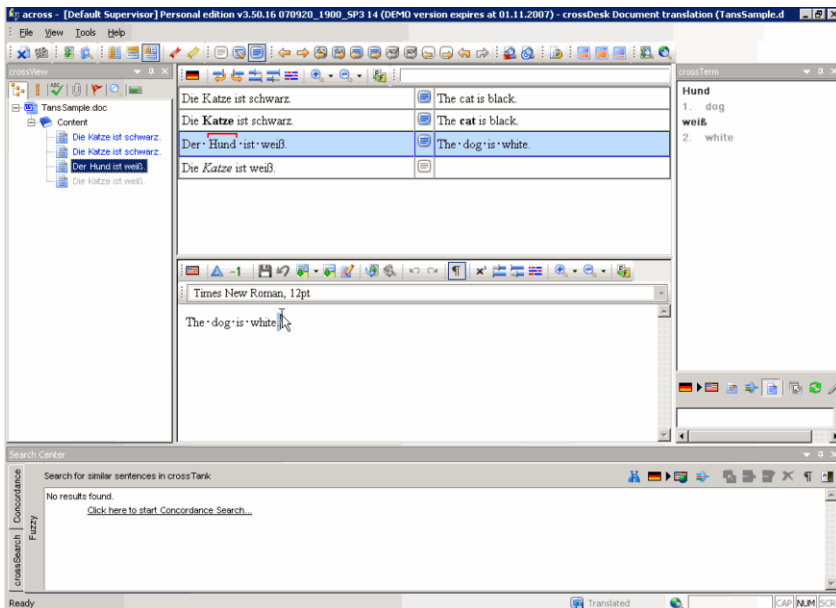 across - [Default Supervisor] Personal edition v3.50.16 070920_1900_SP3 14 (DEMO version expires at 01.11.2007) - crossDesk Document translation (TansSample.d
File View Tools Help
crossView
TansSample.doc
Content
Die Katze ist schwarz.
Die Katze ist schwarz.
Der Hund ist weiß.
Die Katze ist weiß.
Die Katze ist schwarz. The cat is black.
Die Katze ist schwarz. The cat is black.
Der·Hund·ist·weiß. The·dog·is·white.
Die Katze ist weiß.
-1
Times New Roman, 12pt
The·dog·is·white.
crossTerm
Hund
1. dog
weiß
2. white
Search Center
crossSearch Concordance
Fuzzy
Search for similar sentences in crossTank
No results found.
Click here to start Concordance Search...
Ready Translated CAP NUM SCR